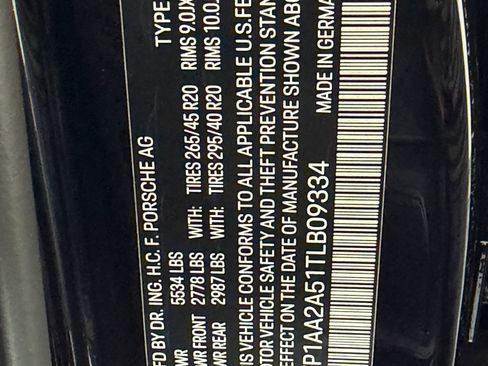 MFD BY DR. ING. H.C. F. PORSCHE AG TYPE
WR 5534 LBS
WR FRONT 2778 LBS WITH: TIRES 265/45 R20 RIMS 9.0JX
WR REAR 2987 LBS WITH: TIRES 295/40 R20 RIMS 10.0
IS VEHICLE CONFORMS TO ALL APPLICABLE U.S. FE
OTOR VEHICLE SAFETY AND THEFT PREVENTION STAN
EFFECT ON THE DATE OF MANUFACTURE SHOWN ABO
P1AA2A51TLB09334 MADE IN GERMAN